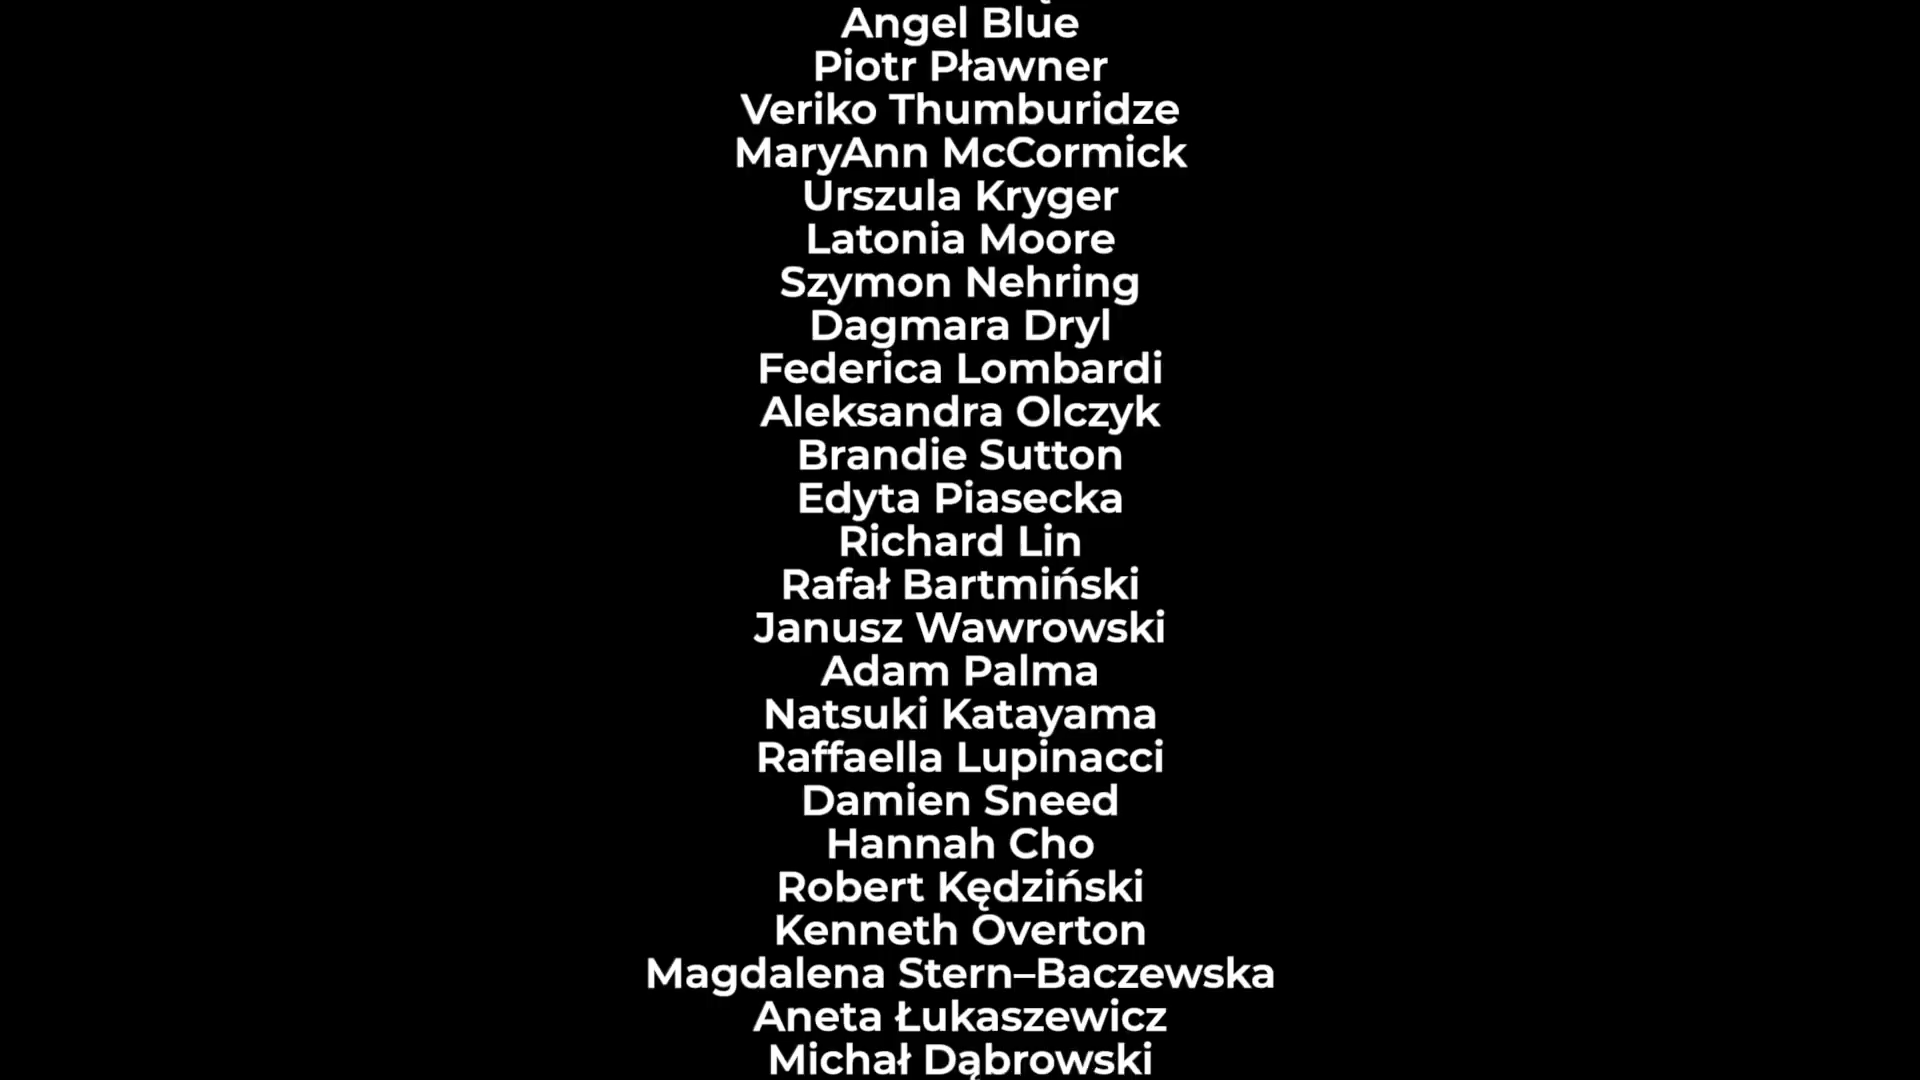 Angel Blue
Piotr Pławner
Veriko Thumburidze
MaryAnn McCormick
Urszula Kryger
Latonia Moore
Szymon Nehring
Dagmara Dryl
Federica Lombardi
Aleksandra Olczyk
Brandie Sutton
Edyta Piasecka
Richard Lin
Rafał Bartmiński
Janusz Wawrowski
Adam Palma
Natsuki Katayama
Raffaella Lupinacci
Damien Sneed
Hannah Cho
Robert Kędziński
Kenneth Overton
Magdalena Stern–Baczewska
Aneta Łukaszewicz
Michał Dąbrowski